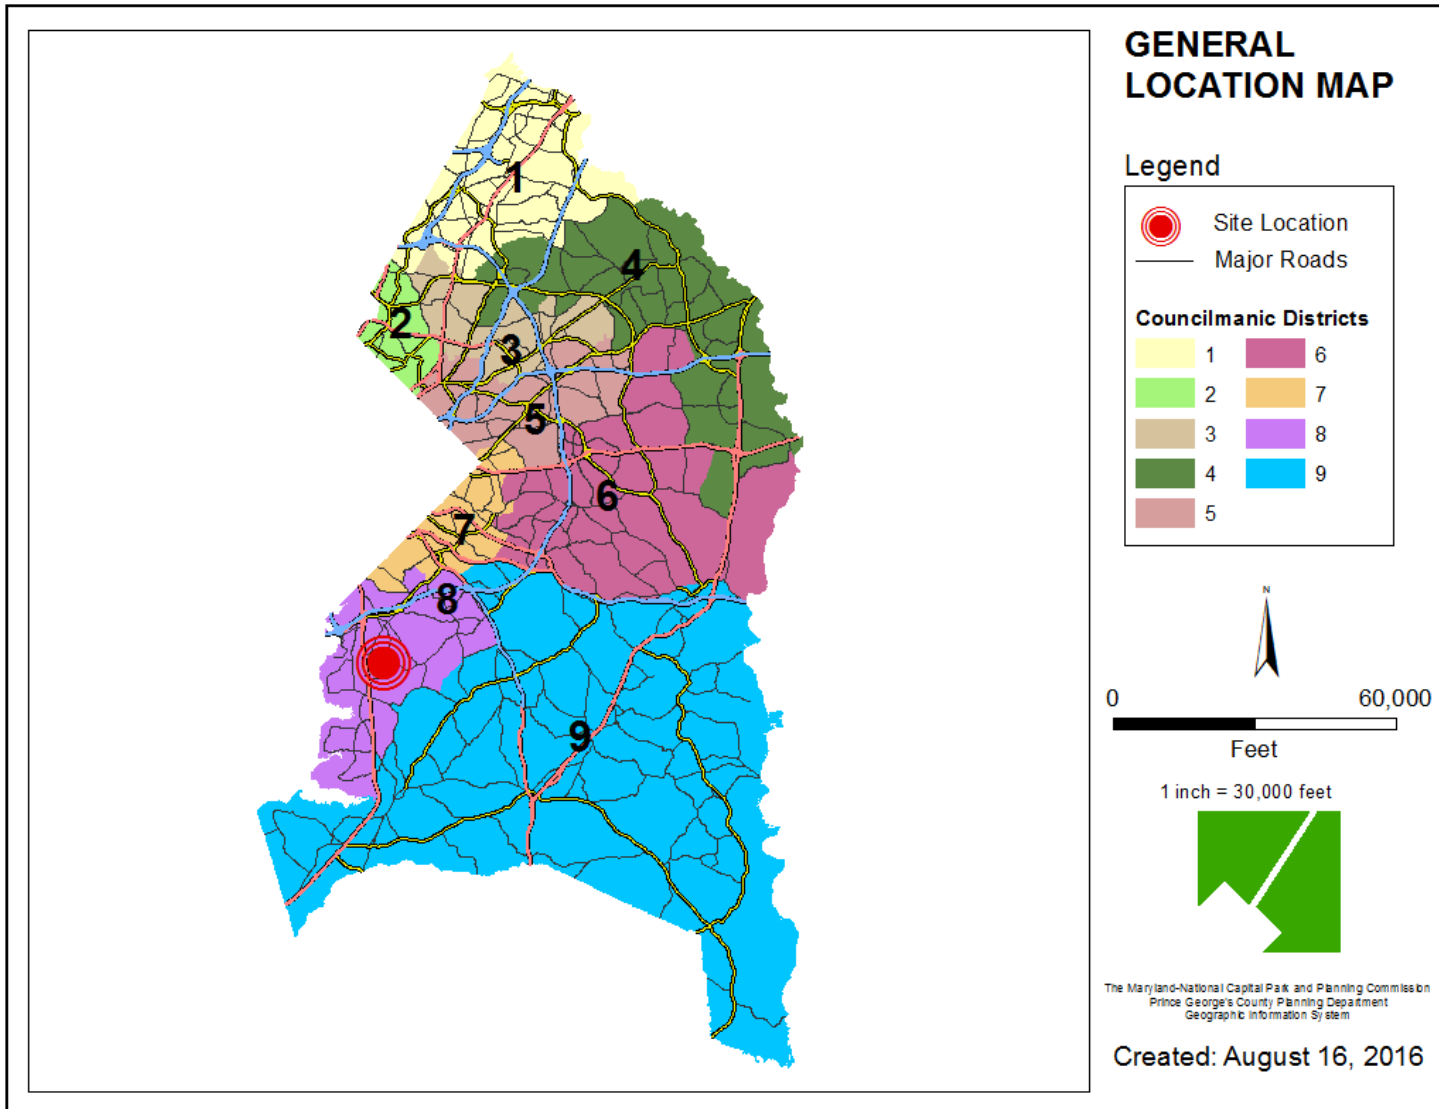 GENERAL
LOCATION MAP
Legend
Site Location
Major Roads
Councilmanic Districts
1 6
2 7
3 8
4 9
5
N
0 60,000
Feet
1 inch = 30,000 feet
The Maryland-National Capital Park and Planning Commission
Prince George's County Planning Department
Geographic Information System
Created: August 16, 2016
1
4
2
3
5
6
7
8
9